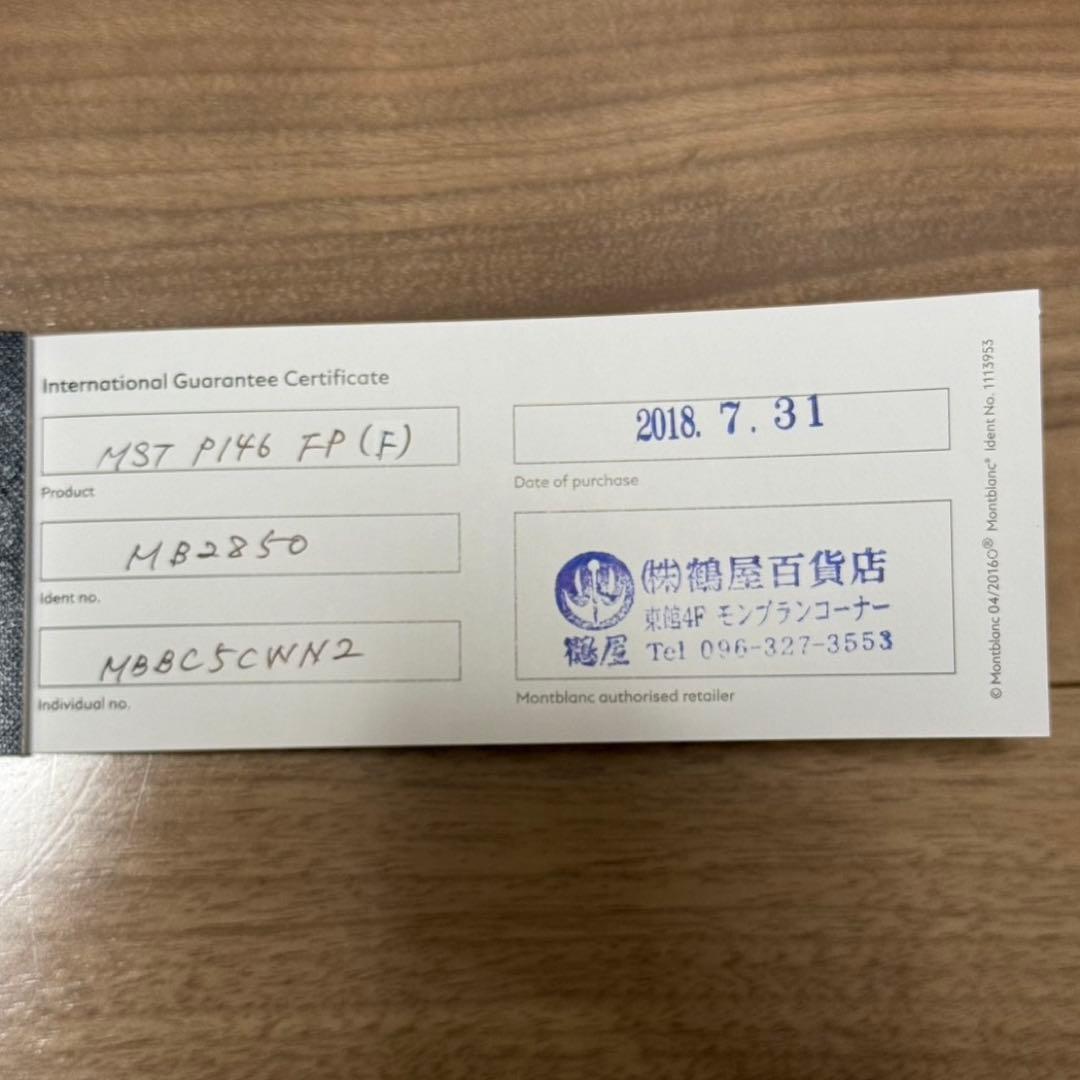 International Guarantee Certificate
MST P146 FP (F)
Product
MB2850
Ident no.
MBBC5CWN2
Individual no.
2018. 7. 31
Date of purchase
(株)鶴屋百貨店
東館4F モンブランコーナー
鶴屋 Tel 096-327-3553
Montblanc authorised retailer
© Montblanc 04/2016O® Montblanc® Ident No. 1113953